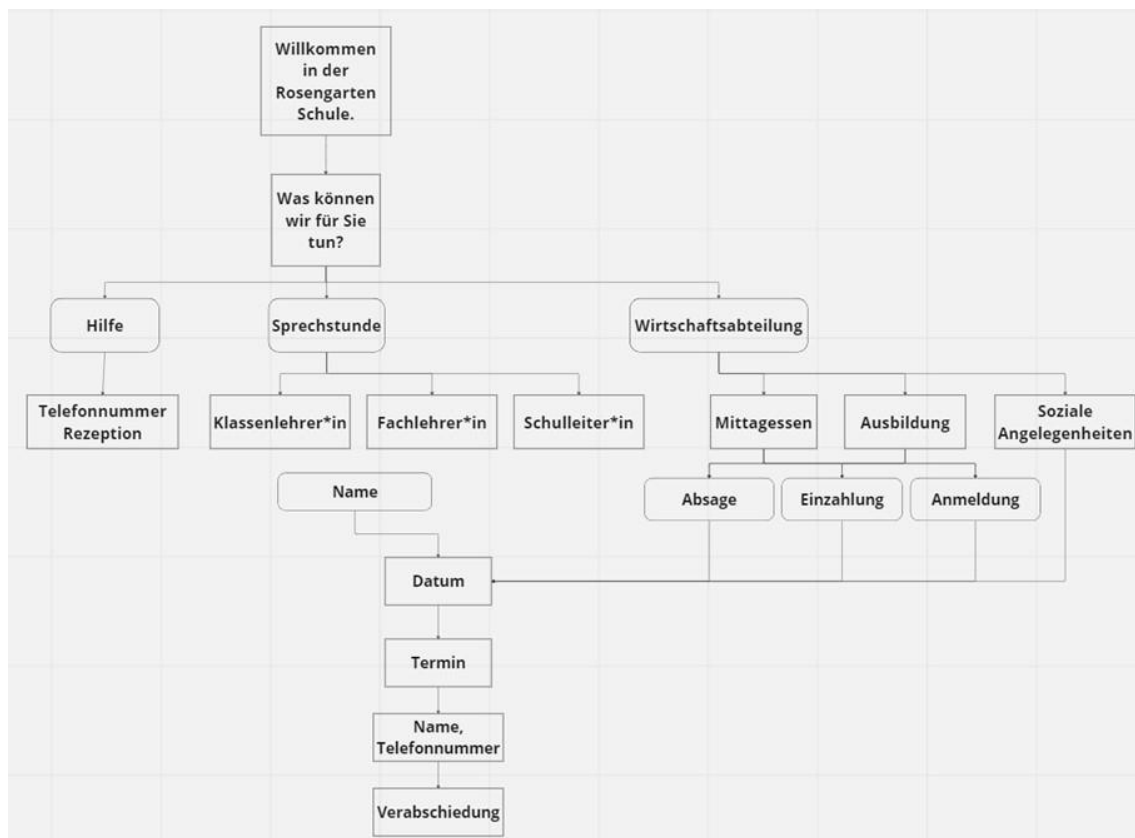 Willkommen
in der
Rosengarten
Schule.
Was können
wir für Sie
tun?
Hilfe
Sprechstunde
Wirtschaftsabteilung
Telefonnummer
Rezeption
Klassenlehrer*in
Fachlehrer*in
Schulleiter*in
Mittagessen
Ausbildung
Soziale
Angelegenheiten
Name
Absage
Einzahlung
Anmeldung
Datum
Termin
Name,
Telefonnummer
Verabschiedung